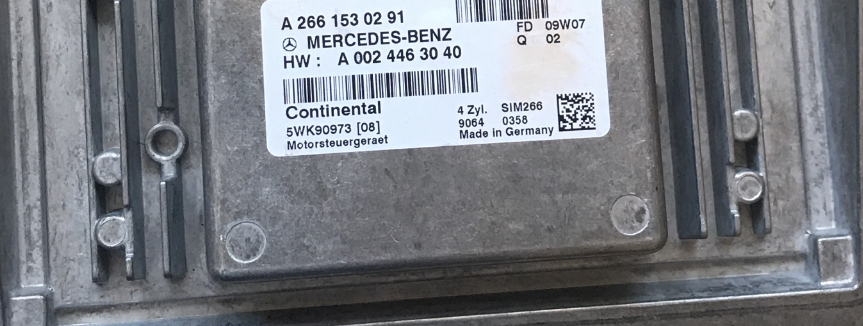 A 266 153 02 91
FD 09W07
MERCEDES-BENZ
Q 02
HW : A 002 446 30 40
Continental
4 Zyl. SIM266
5WK90973 [08]
9064 0358
Motorsteuergeraet
Made in Germany